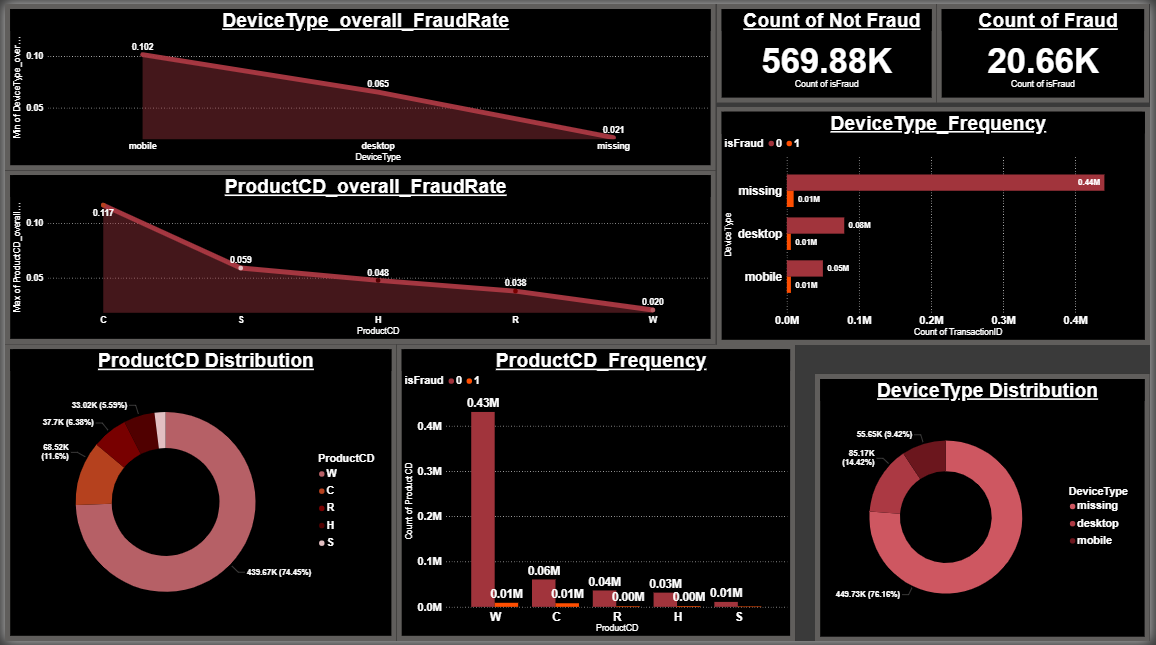 DeviceType_overall_FraudRate
Min of DeviceType_over...
0.10
0.05
0.102
0.065
0.021
mobile
desktop
missing
DeviceType
Count of Not Fraud
569.88K
Count of isFraud
Count of Fraud
20.66K
Count of isFraud
ProductCD_overall_FraudRate
Max of ProductCD_overall...
0.10
0.05
0.117
0.059
0.048
0.038
0.020
C
S
H
R
W
ProductCD
DeviceType_Frequency
isFraud 0 1
DeviceType
missing
0.44M
0.01M
desktop
0.08M
0.01M
mobile
0.05M
0.01M
0.0M
0.1M
0.2M
0.3M
0.4M
Count of TransactionID
ProductCD Distribution
33.02K (5.59%)
37.7K (6.38%)
68.52K
(11.6%)
439.67K (74.45%)
ProductCD
W
C
R
H
S
ProductCD_Frequency
isFraud 0 1
Count of Product CD
0.4M
0.3M
0.2M
0.1M
0.0M
0.43M
0.01M
0.06M
0.01M
0.04M
0.00M
0.03M
0.00M
0.01M
W
C
R
H
S
ProductCD
DeviceType Distribution
55.65K (9.42%)
85.17K
(14.42%)
449.73K (76.16%)
DeviceType
missing
desktop
mobile